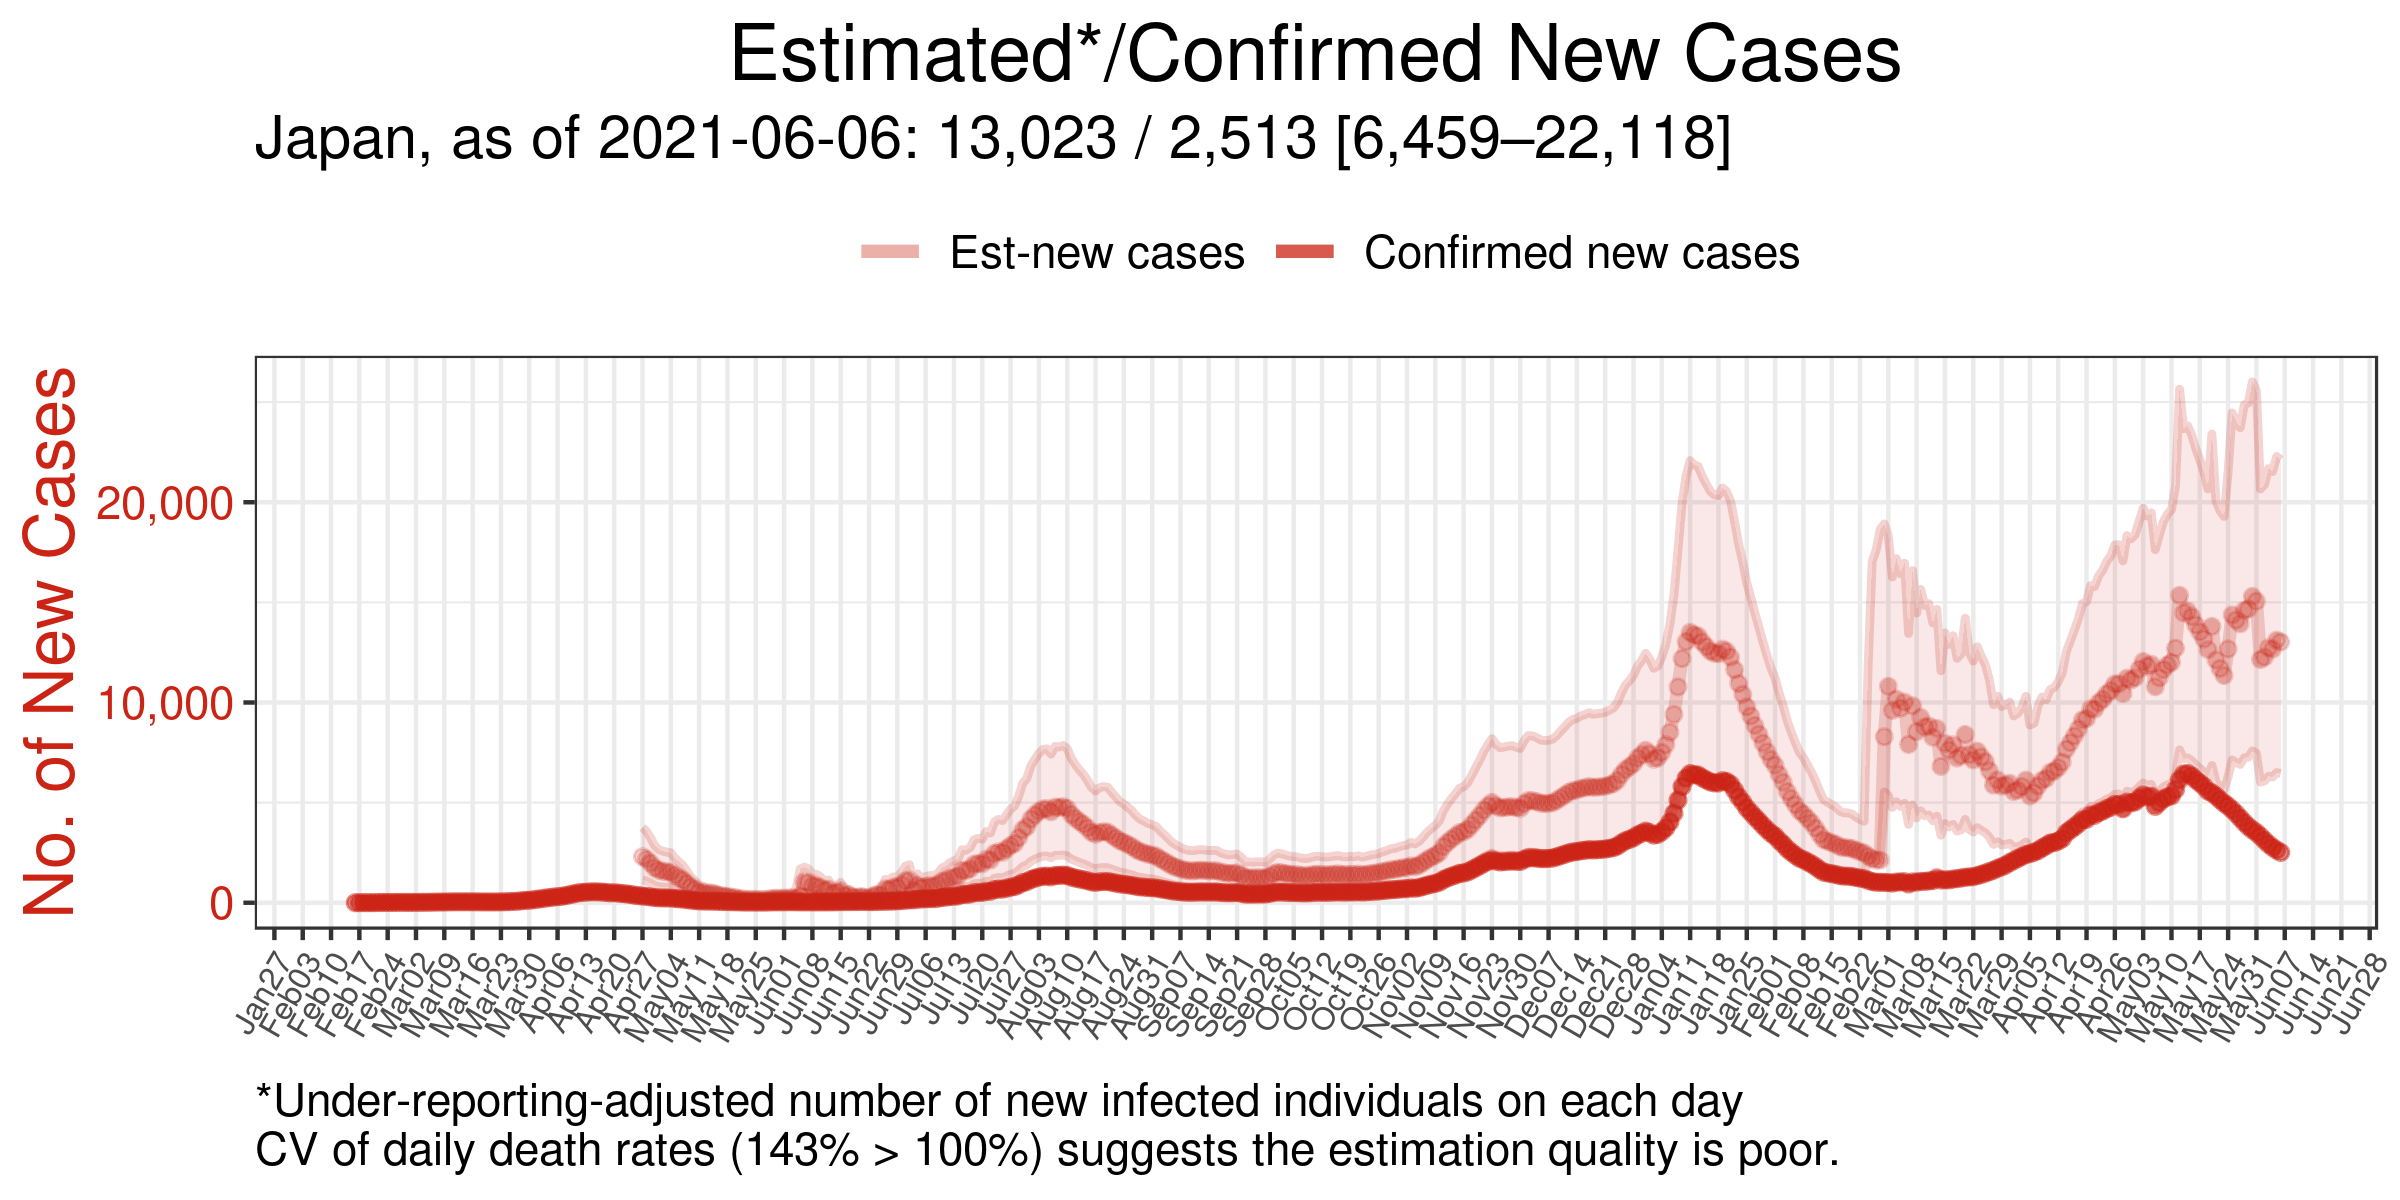 Estimated*/Confirmed New Cases
Japan, as of 2021-06-06: 13,023 / 2,513 [6,459–22,118]
Est-new cases Confirmed new cases
No. of New Cases
20,000
10,000
0
Jan27 Feb03 Feb10 Feb17 Feb24 Mar02 Mar09 Mar16 Mar23 Mar30 Apr06 Apr13 Apr20 Apr27 May04 May11 May18 May25 Jun01 Jun08 Jun15 Jun22 Jun29 Jul06 Jul13 Jul20 Jul27 Aug03 Aug10 Aug17 Aug24 Aug31 Sep07 Sep14 Sep21 Sep28 Oct05 Oct12 Oct19 Oct26 Nov02 Nov09 Nov16 Nov23 Nov30 Dec07 Dec14 Dec21 Dec28 Jan04 Jan11 Jan18 Jan25 Feb01 Feb08 Feb15 Feb22 Mar01 Mar08 Mar15 Mar22 Mar29 Apr05 Apr12 Apr19 Apr26 May03 May10 May17 May24 May31 Jun07 Jun14 Jun21 Jun28
*Under-reporting-adjusted number of new infected individuals on each day
CV of daily death rates (143% > 100%) suggests the estimation quality is poor.